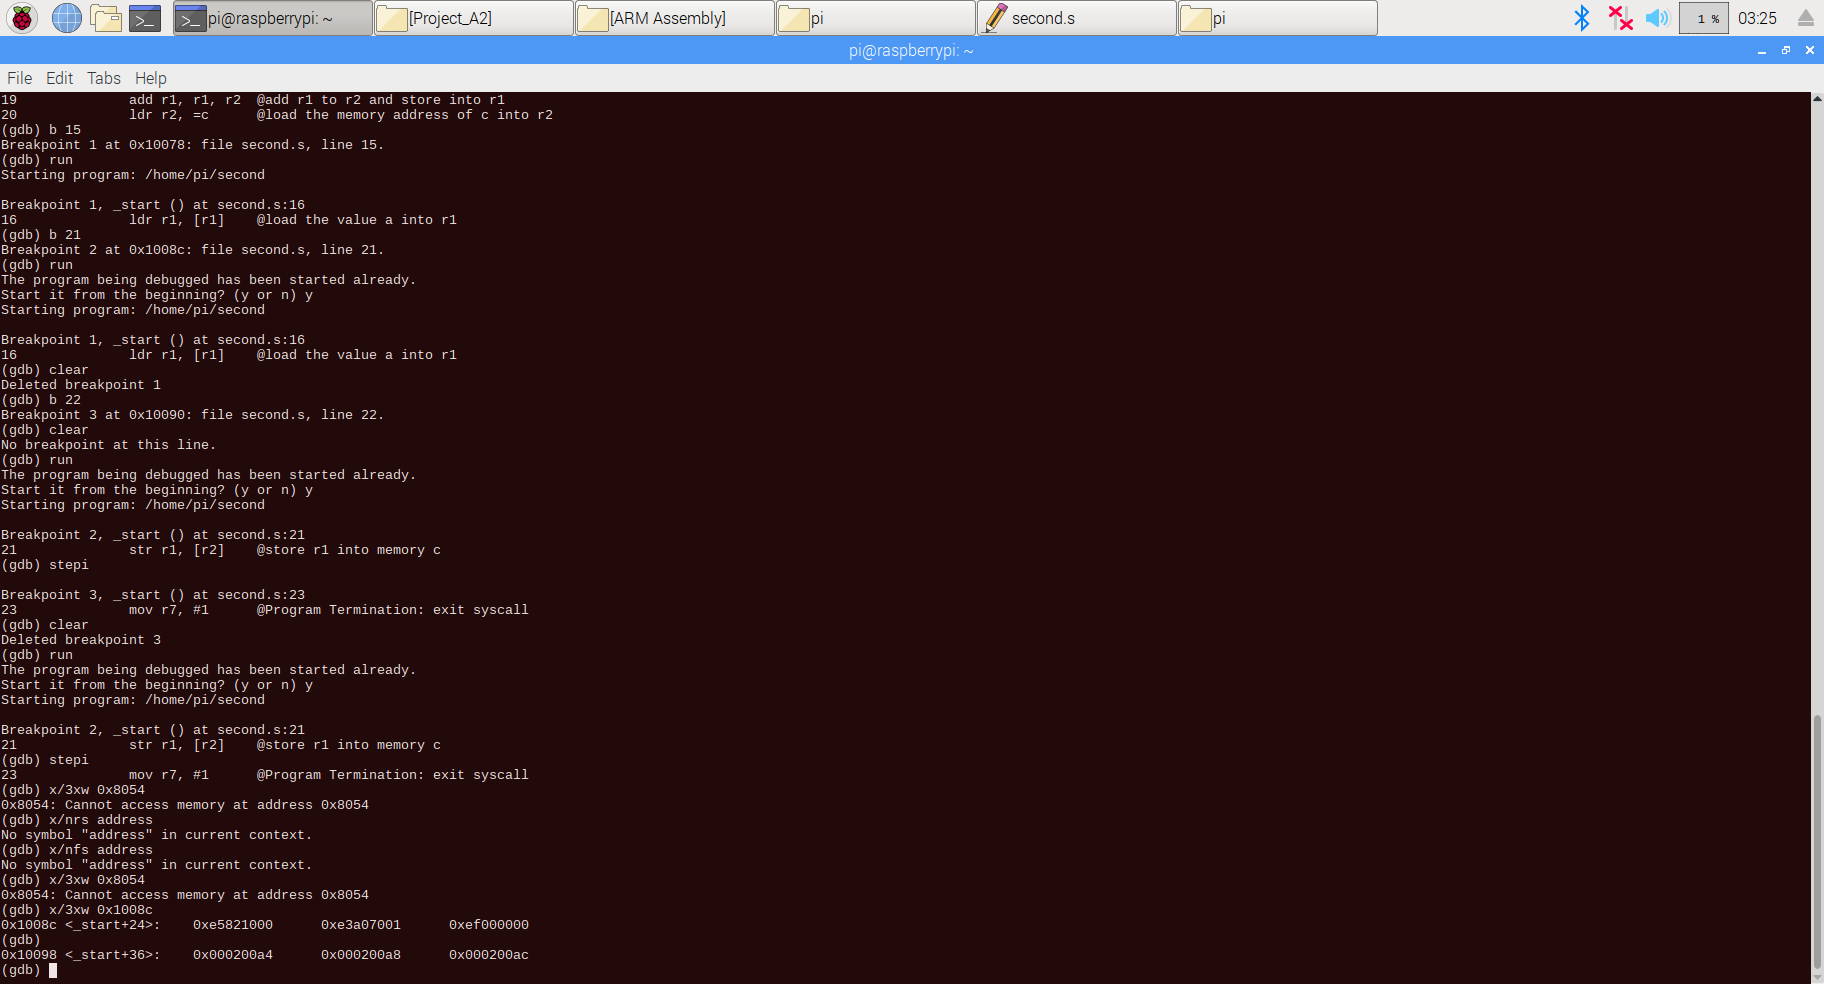 pi@raspberrypi: ~ [Project_A2] [ARM Assembly] pi second.s pi 1 % 03:25
pi@raspberrypi: ~
File Edit Tabs Help
19              add r1, r1, r2  @add r1 to r2 and store into r1
20              ldr r2, =c      @load the memory address of c into r2
(gdb) b 15
Breakpoint 1 at 0x10078: file second.s, line 15.
(gdb) run
Starting program: /home/pi/second
Breakpoint 1, _start () at second.s:16
16              ldr r1, [r1]    @load the value a into r1
(gdb) b 21
Breakpoint 2 at 0x1008c: file second.s, line 21.
(gdb) run
The program being debugged has been started already.
Start it from the beginning? (y or n) y
Starting program: /home/pi/second
Breakpoint 1, _start () at second.s:16
16              ldr r1, [r1]    @load the value a into r1
(gdb) clear
Deleted breakpoint 1
(gdb) b 22
Breakpoint 3 at 0x10090: file second.s, line 22.
(gdb) clear
No breakpoint at this line.
(gdb) run
The program being debugged has been started already.
Start it from the beginning? (y or n) y
Starting program: /home/pi/second
Breakpoint 2, _start () at second.s:21
21              str r1, [r2]    @store r1 into memory c
(gdb) stepi
Breakpoint 3, _start () at second.s:23
23              mov r7, #1      @Program Termination: exit syscall
(gdb) clear
Deleted breakpoint 3
(gdb) run
The program being debugged has been started already.
Start it from the beginning? (y or n) y
Starting program: /home/pi/second
Breakpoint 2, _start () at second.s:21
21              str r1, [r2]    @store r1 into memory c
(gdb) stepi
23              mov r7, #1      @Program Termination: exit syscall
(gdb) x/3xw 0x8054
0x8054: Cannot access memory at address 0x8054
(gdb) x/nrs address
No symbol "address" in current context.
(gdb) x/nfs address
No symbol "address" in current context.
(gdb) x/3xw 0x8054
0x8054: Cannot access memory at address 0x8054
(gdb) x/3xw 0x1008c
0x1008c <_start+24>:    0xe5821000      0xe3a07001      0xef000000
(gdb)
0x10098 <_start+36>:    0x000200a4      0x000200a8      0x000200ac
(gdb)